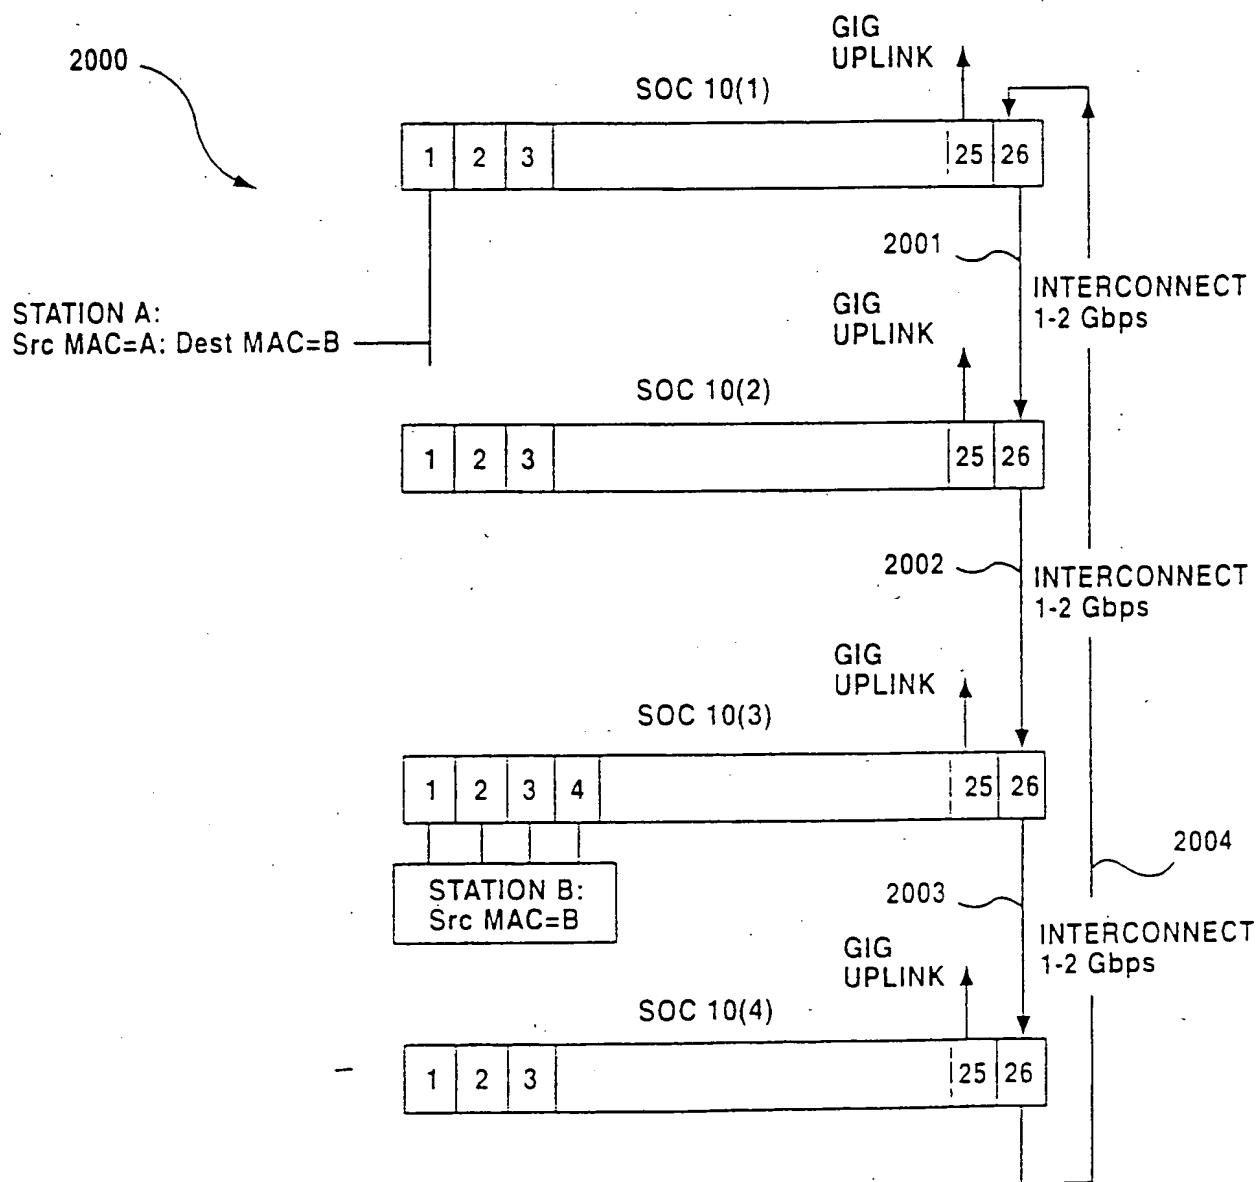 GIG
UPLINK
2000
SOC 10(1)
1 2 3 25 26
2001
INTERCONNECT
1-2 Gbps
GIG
UPLINK
STATION A:
Src MAC=A: Dest MAC=B
SOC 10(2)
1 2 3 25 26
2002
INTERCONNECT
1-2 Gbps
GIG
UPLINK
SOC 10(3)
1 2 3 4 25 26
2004
STATION B:
Src MAC=B
2003
INTERCONNECT
1-2 Gbps
GIG
UPLINK
SOC 10(4)
1 2 3 25 26